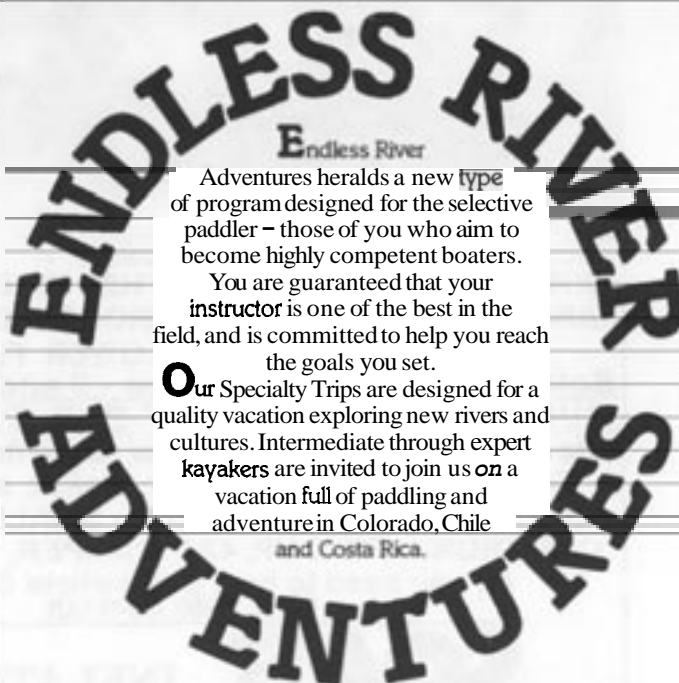 ENDLESS RIVER
Endless River
Adventures heralds a new type
of program designed for the selective
paddler – those of you who aim to
become highly competent boaters.
You are guaranteed that your
instructor is one of the best in the
field, and is committed to help you reach
the goals you set.
Our Specialty Trips are designed for a
quality vacation exploring new rivers and
cultures. Intermediate through expert
kayakers are invited to join us on a
vacation full of paddling and
adventure in Colorado, Chile
and Costa Rica.
ADVENTURES